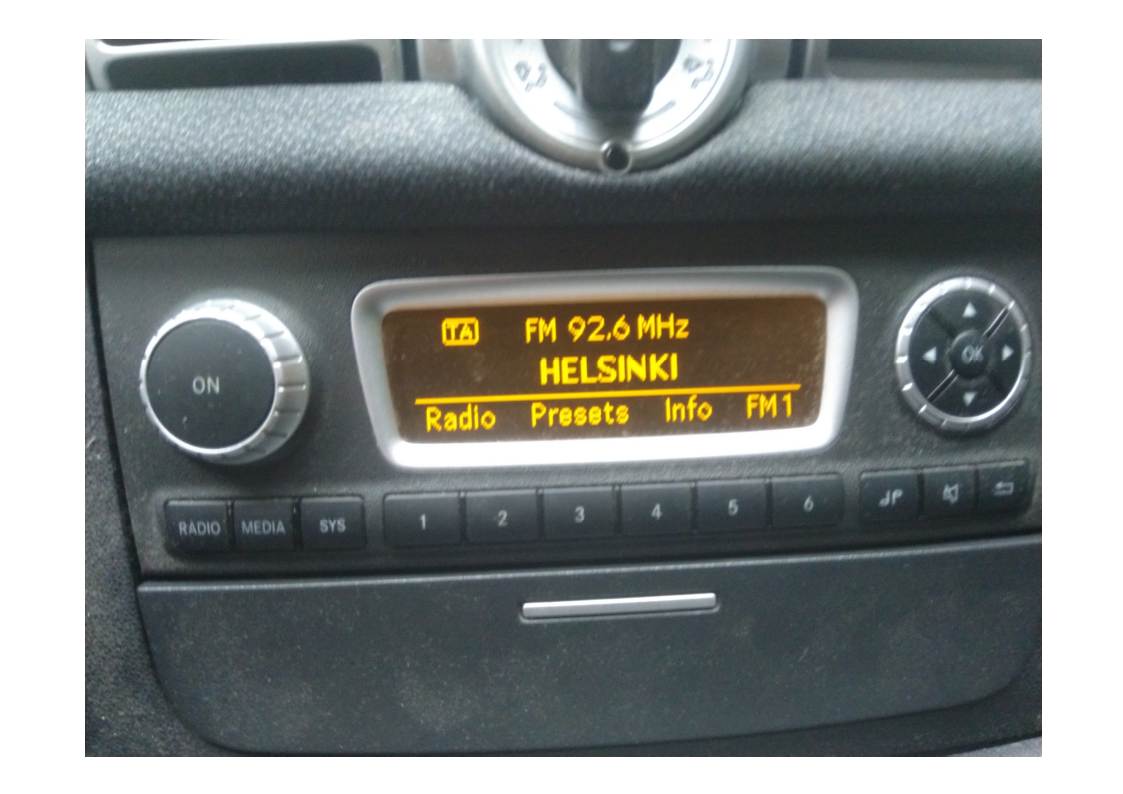 TA FM 92.6 MHz
HELSINKI
Radio Presets Info FM1
ON OK
RADIO MEDIA SYS 1 2 3 4 5 6